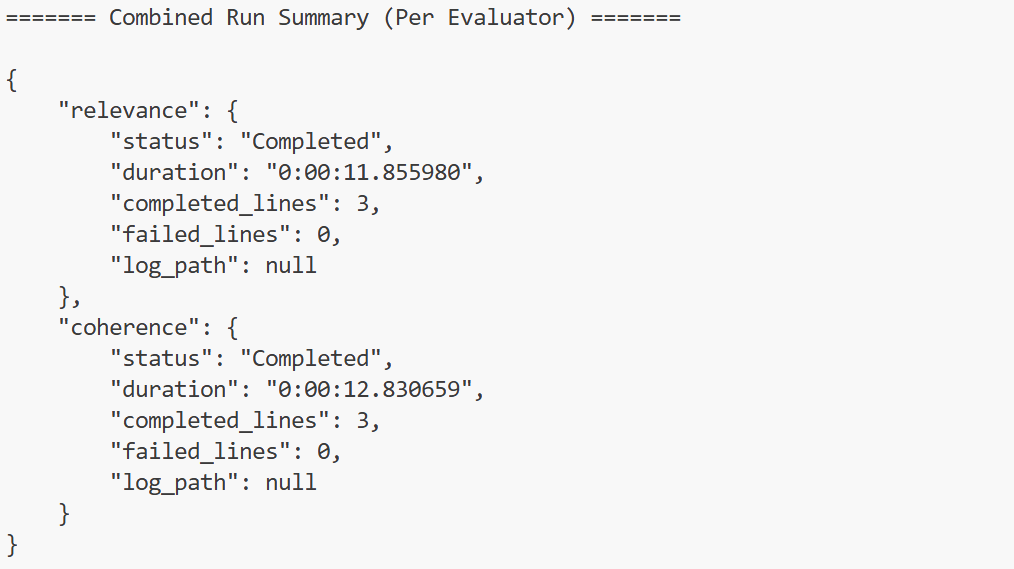 ======= Combined Run Summary (Per Evaluator) =======
{
    "relevance": {
        "status": "Completed",
        "duration": "0:00:11.855980",
        "completed_lines": 3,
        "failed_lines": 0,
        "log_path": null
    },
    "coherence": {
        "status": "Completed",
        "duration": "0:00:12.830659",
        "completed_lines": 3,
        "failed_lines": 0,
        "log_path": null
    }
}